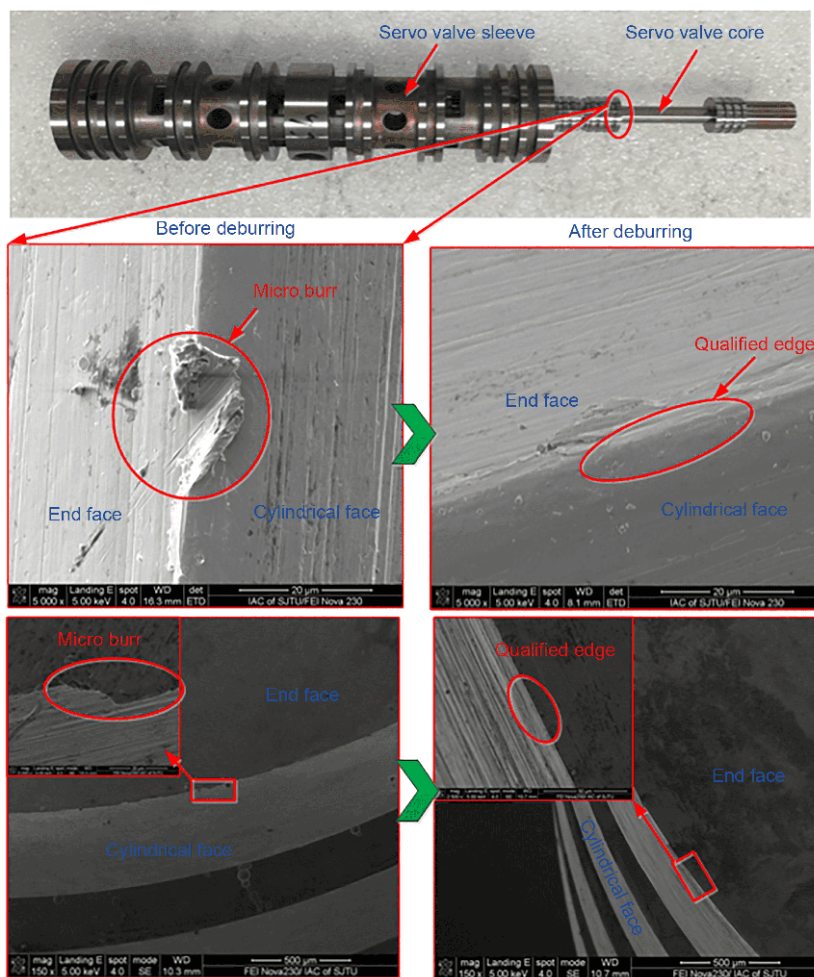 Servo valve sleeve
Servo valve core
Before deburring
After deburring
Micro burr
End face
Cylindrical face
mag Landing E spot WD det
5 000 x 5.00 keV 4.0 16.3 mm ETD
20 µm
IAC of SJTU/FEI Nova 230
Qualified edge
End face
Cylindrical face
mag Landing E spot WD det
5 000 x 5.00 keV 4.0 8.1 mm ETD
20 µm
IAC of SJTU/FEI Nova 230
Micro burr
End face
Cylindrical face
mag Landing E spot mode WD
150 x 5.00 keV 4.0 SE 10.3 mm
500 µm
FEI Nova230/ IAC of SJTU
Qualified edge
End face
Cylindrical face
mag Landing E spot mode WD
150 x 5.00 keV 4.0 SE 10.7 mm
500 µm
FEI Nova230/ IAC of SJTU